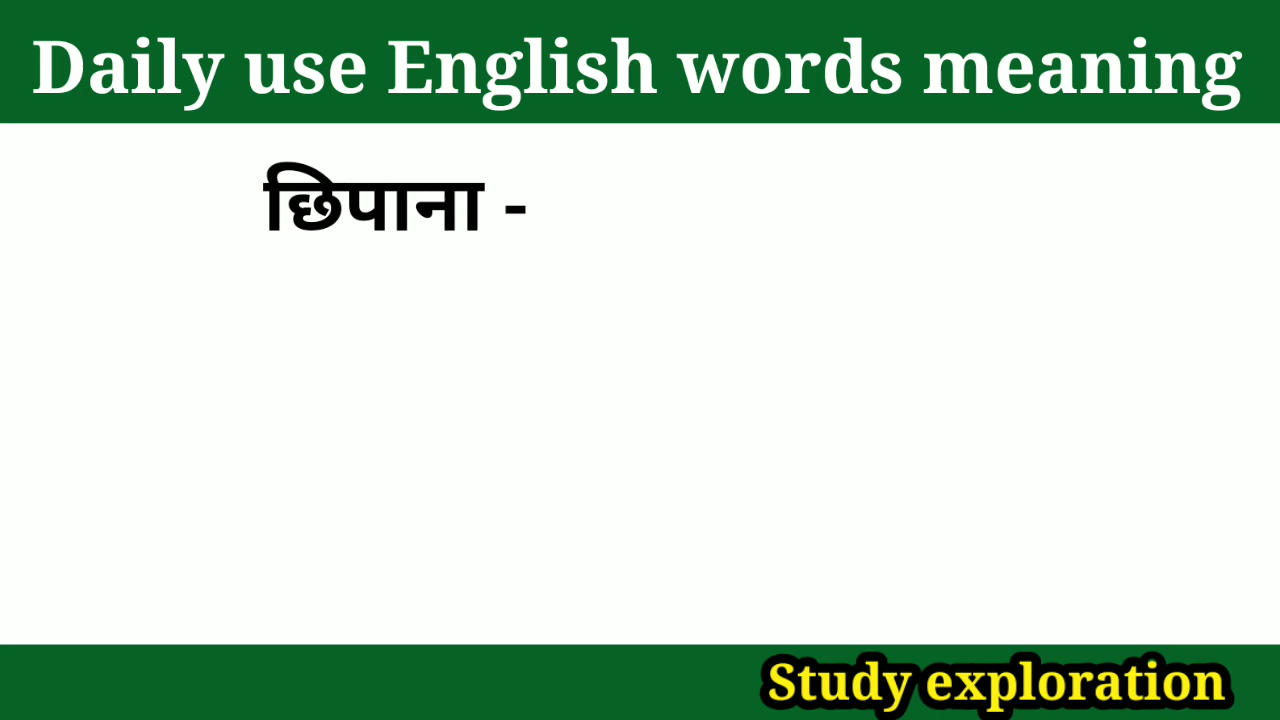 Daily use English words meaning
छिपाना -
Study exploration